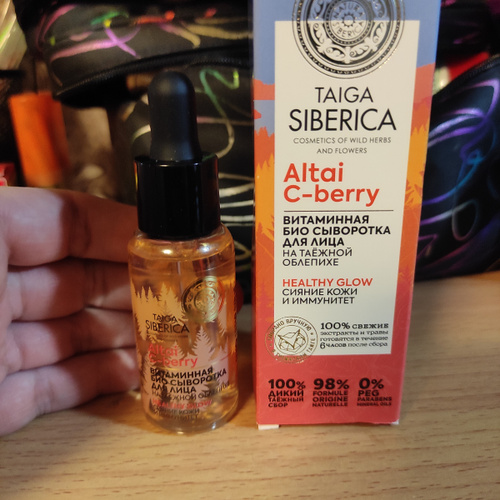 TAIGA
SIBERICA
COSMETICS OF WILD HERBS
AND FLOWERS
Altai
C-berry
ВИТАМИННАЯ
БИО СЫВОРОТКА
ДЛЯ ЛИЦА
НА ТАЁЖНОЙ
ОБЛЕПИХЕ
HEALTHY GLOW
СИЯНИЕ КОЖИ
И ИММУНИТЕТ
100% СВЕЖИЕ
экстракты и травы
готовятся в течение
6 ЧАСОВ после сбора
100%
ДИКИЙ
ТАЁЖНЫЙ
СБОР
98%
FORMULE
ORIGINE
NATURELLE
0%
PEG
PARABENS
MINERAL OILS
TAIGA
SIBERICA
Altai
C-berry
ВИТАМИННАЯ
БИО СЫВОРОТКА
ДЛЯ ЛИЦА
НА ТАЁЖНОЙ